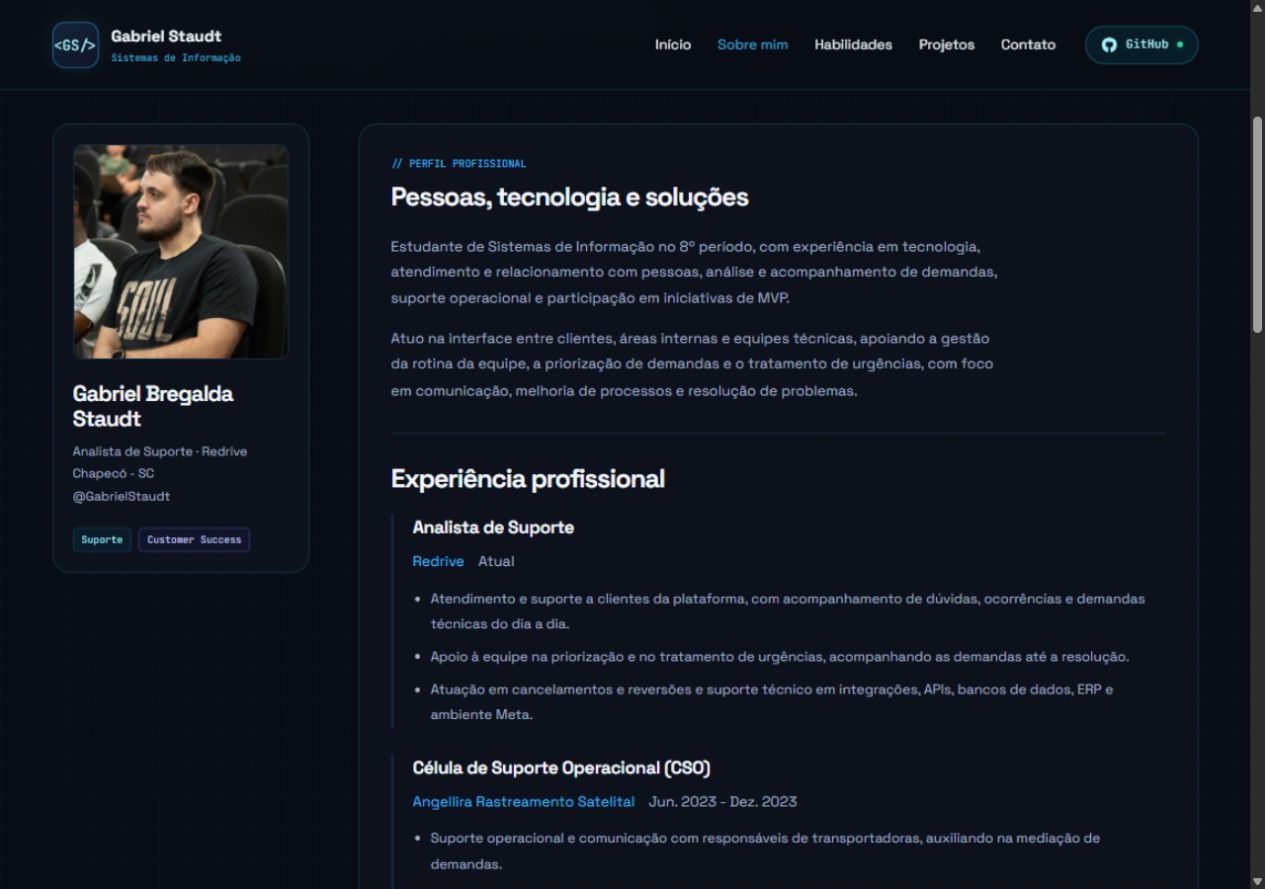 <GS/>
Gabriel Staudt
Sistemas de Informação
Início
Sobre mim
Habilidades
Projetos
Contato
GitHub
SOUL
Gabriel Bregalda
Staudt
Analista de Suporte · Redrive
Chapecó - SC
@GabrielStaudt
Suporte
Customer Success
// PERFIL PROFISSIONAL
Pessoas, tecnologia e soluções
Estudante de Sistemas de Informação no 8º período, com experiência em tecnologia,
atendimento e relacionamento com pessoas, análise e acompanhamento de demandas,
suporte operacional e participação em iniciativas de MVP.
Atuo na interface entre clientes, áreas internas e equipes técnicas, apoiando a gestão
da rotina da equipe, a priorização de demandas e o tratamento de urgências, com foco
em comunicação, melhoria de processos e resolução de problemas.
Experiência profissional
Analista de Suporte
Redrive Atual
• Atendimento e suporte a clientes da plataforma, com acompanhamento de dúvidas, ocorrências e demandas
técnicas do dia a dia.
• Apoio à equipe na priorização e no tratamento de urgências, acompanhando as demandas até a resolução.
• Atuação em cancelamentos e reversões e suporte técnico em integrações, APIs, bancos de dados, ERP e
ambiente Meta.
Célula de Suporte Operacional (CSO)
Angellira Rastreamento Satelital Jun. 2023 - Dez. 2023
• Suporte operacional e comunicação com responsáveis de transportadoras, auxiliando na mediação de
demandas.